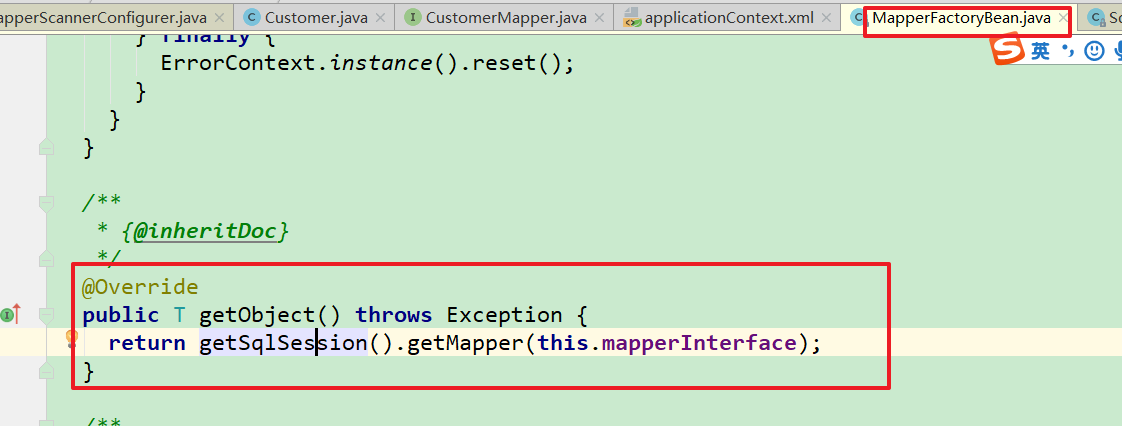 apperScannerConfigurer.java Customer.java CustomerMapper.java applicationContext.xml MapperFactoryBean.java
} finally {
英
ErrorContext.instance().reset();
}
}
}
/**
* {@inheritDoc}
*/
@Override
public T getObject() throws Exception {
return getSqlSession().getMapper(this.mapperInterface);
}
/**